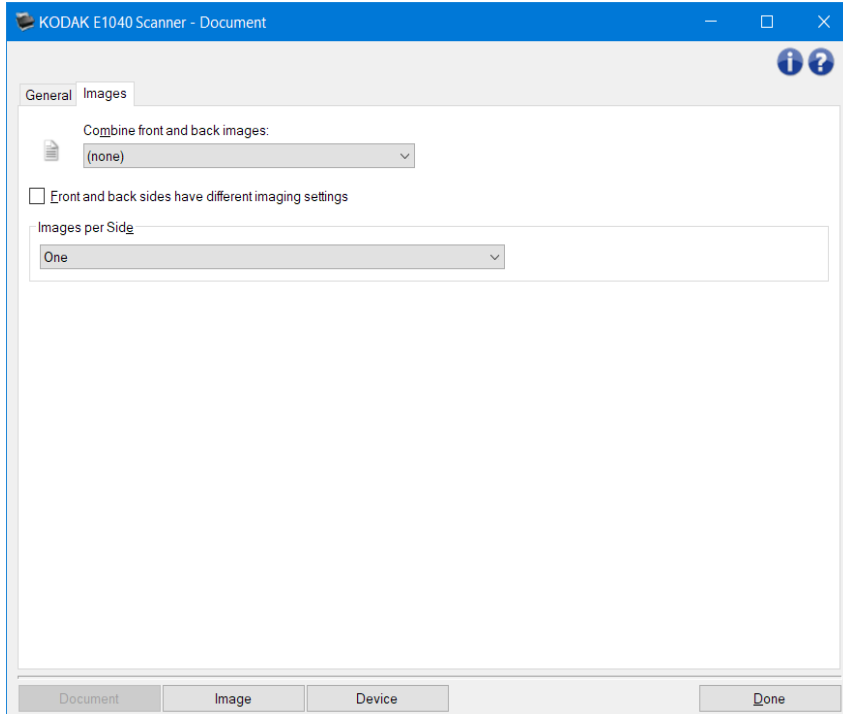 KODAK E1040 Scanner - Document
General Images
Combine front and back images:
(none)
Front and back sides have different imaging settings
Images per Side
One
Document Image Device Done